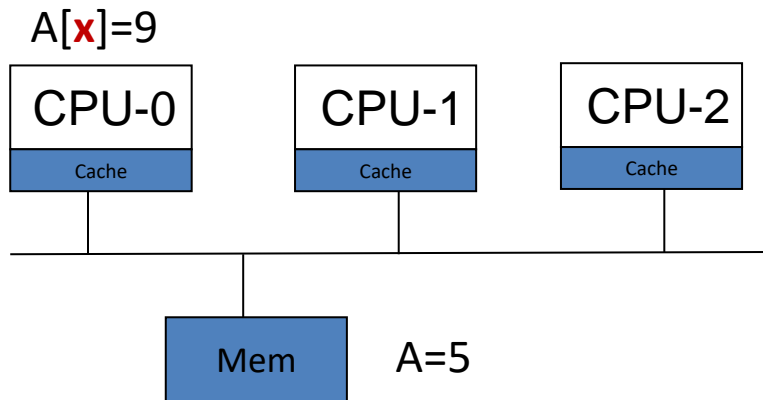 A[x]=9
CPU-0
CPU-1
CPU-2
Cache
Cache
Cache
Mem
A=5